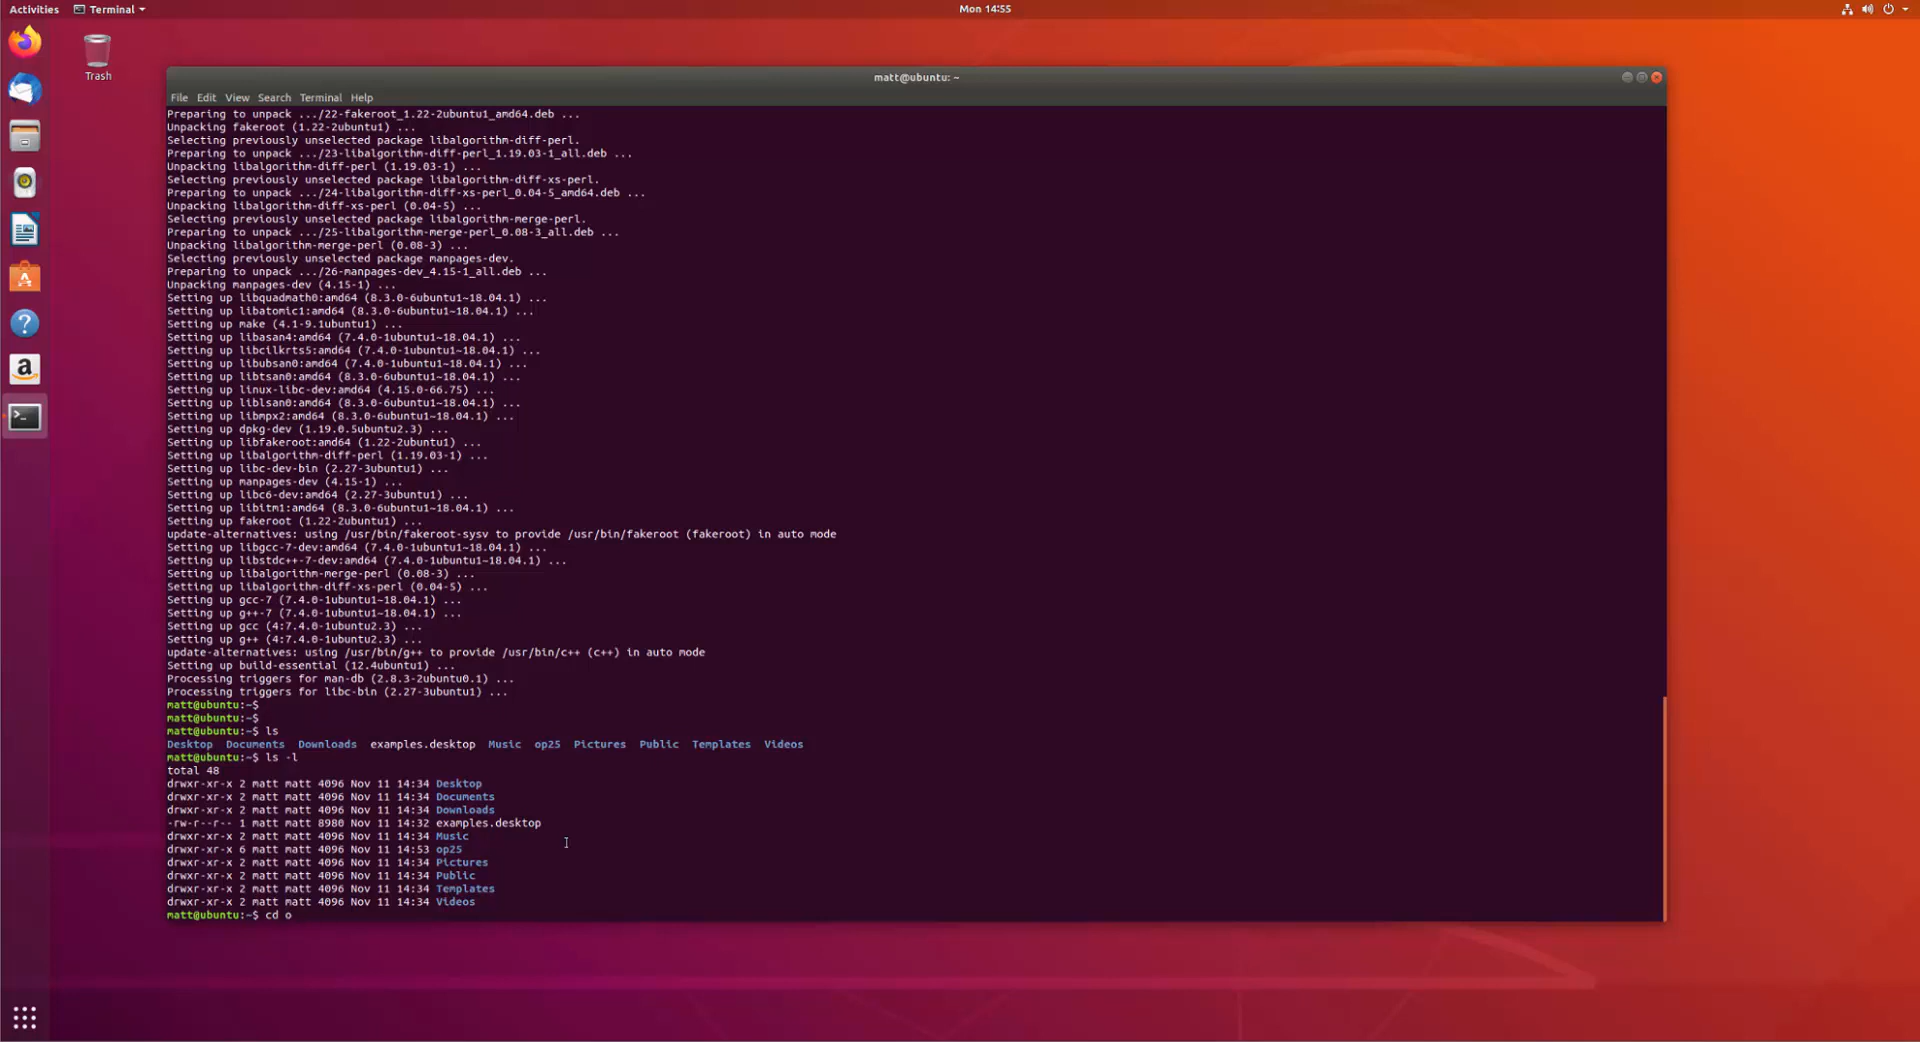 Activities Terminal Mon 14:55
Trash
matt@ubuntu: ~
File Edit View Search Terminal Help
Preparing to unpack .../22-fakeroot_1.22-2ubuntu1_amd64.deb ...
Unpacking fakeroot (1.22-2ubuntu1) ...
Selecting previously unselected package libalgorithm-diff-perl.
Preparing to unpack .../23-libalgorithm-diff-perl_1.19.03-1_all.deb ...
Unpacking libalgorithm-diff-perl (1.19.03-1) ...
Selecting previously unselected package libalgorithm-diff-xs-perl.
Preparing to unpack .../24-libalgorithm-diff-xs-perl_0.04-5_amd64.deb ...
Unpacking libalgorithm-diff-xs-perl (0.04-5) ...
Selecting previously unselected package libalgorithm-merge-perl.
Preparing to unpack .../25-libalgorithm-merge-perl_0.08-3_all.deb ...
Unpacking libalgorithm-merge-perl (0.08-3) ...
Selecting previously unselected package manpages-dev.
Preparing to unpack .../26-manpages-dev_4.15-1_all.deb ...
Unpacking manpages-dev (4.15-1) ...
Setting up libquadmath0:amd64 (8.3.0-6ubuntu1~18.04.1) ...
Setting up libatomic1:amd64 (8.3.0-6ubuntu1~18.04.1) ...
Setting up make (4.1-9.1ubuntu1) ...
Setting up libasan4:amd64 (7.4.0-1ubuntu1~18.04.1) ...
Setting up libcilkrts5:amd64 (7.4.0-1ubuntu1~18.04.1) ...
Setting up libubsan0:amd64 (7.4.0-1ubuntu1~18.04.1) ...
Setting up libtsan0:amd64 (8.3.0-6ubuntu1~18.04.1) ...
Setting up linux-libc-dev:amd64 (4.15.0-66.75) ...
Setting up liblsan0:amd64 (8.3.0-6ubuntu1~18.04.1) ...
Setting up libmpx2:amd64 (8.3.0-6ubuntu1~18.04.1) ...
Setting up dpkg-dev (1.19.0.5ubuntu2.3) ...
Setting up libfakeroot:amd64 (1.22-2ubuntu1) ...
Setting up libalgorithm-diff-perl (1.19.03-1) ...
Setting up libc-dev-bin (2.27-3ubuntu1) ...
Setting up manpages-dev (4.15-1) ...
Setting up libc6-dev:amd64 (2.27-3ubuntu1) ...
Setting up libitm1:amd64 (8.3.0-6ubuntu1~18.04.1) ...
Setting up fakeroot (1.22-2ubuntu1) ...
update-alternatives: using /usr/bin/fakeroot-sysv to provide /usr/bin/fakeroot (fakeroot) in auto mode
Setting up libgcc-7-dev:amd64 (7.4.0-1ubuntu1~18.04.1) ...
Setting up libstdc++-7-dev:amd64 (7.4.0-1ubuntu1~18.04.1) ...
Setting up libalgorithm-merge-perl (0.08-3) ...
Setting up libalgorithm-diff-xs-perl (0.04-5) ...
Setting up gcc-7 (7.4.0-1ubuntu1~18.04.1) ...
Setting up g++-7 (7.4.0-1ubuntu1~18.04.1) ...
Setting up gcc (4:7.4.0-1ubuntu2.3) ...
Setting up g++ (4:7.4.0-1ubuntu2.3) ...
update-alternatives: using /usr/bin/g++ to provide /usr/bin/c++ (c++) in auto mode
Setting up build-essential (12.4ubuntu1) ...
Processing triggers for man-db (2.8.3-2ubuntu0.1) ...
Processing triggers for libc-bin (2.27-3ubuntu1) ...
matt@ubuntu:~$
matt@ubuntu:~$
matt@ubuntu:~$ ls
Desktop Documents Downloads examples.desktop Music op25 Pictures Public Templates Videos
matt@ubuntu:~$ ls -l
total 48
drwxr-xr-x 2 matt matt 4096 Nov 11 14:34 Desktop
drwxr-xr-x 2 matt matt 4096 Nov 11 14:34 Documents
drwxr-xr-x 2 matt matt 4096 Nov 11 14:34 Downloads
-rw-r--r-- 1 matt matt 8980 Nov 11 14:32 examples.desktop
drwxr-xr-x 2 matt matt 4096 Nov 11 14:34 Music
drwxr-xr-x 6 matt matt 4096 Nov 11 14:53 op25
drwxr-xr-x 2 matt matt 4096 Nov 11 14:34 Pictures
drwxr-xr-x 2 matt matt 4096 Nov 11 14:34 Public
drwxr-xr-x 2 matt matt 4096 Nov 11 14:34 Templates
drwxr-xr-x 2 matt matt 4096 Nov 11 14:34 Videos
matt@ubuntu:~$ cd o